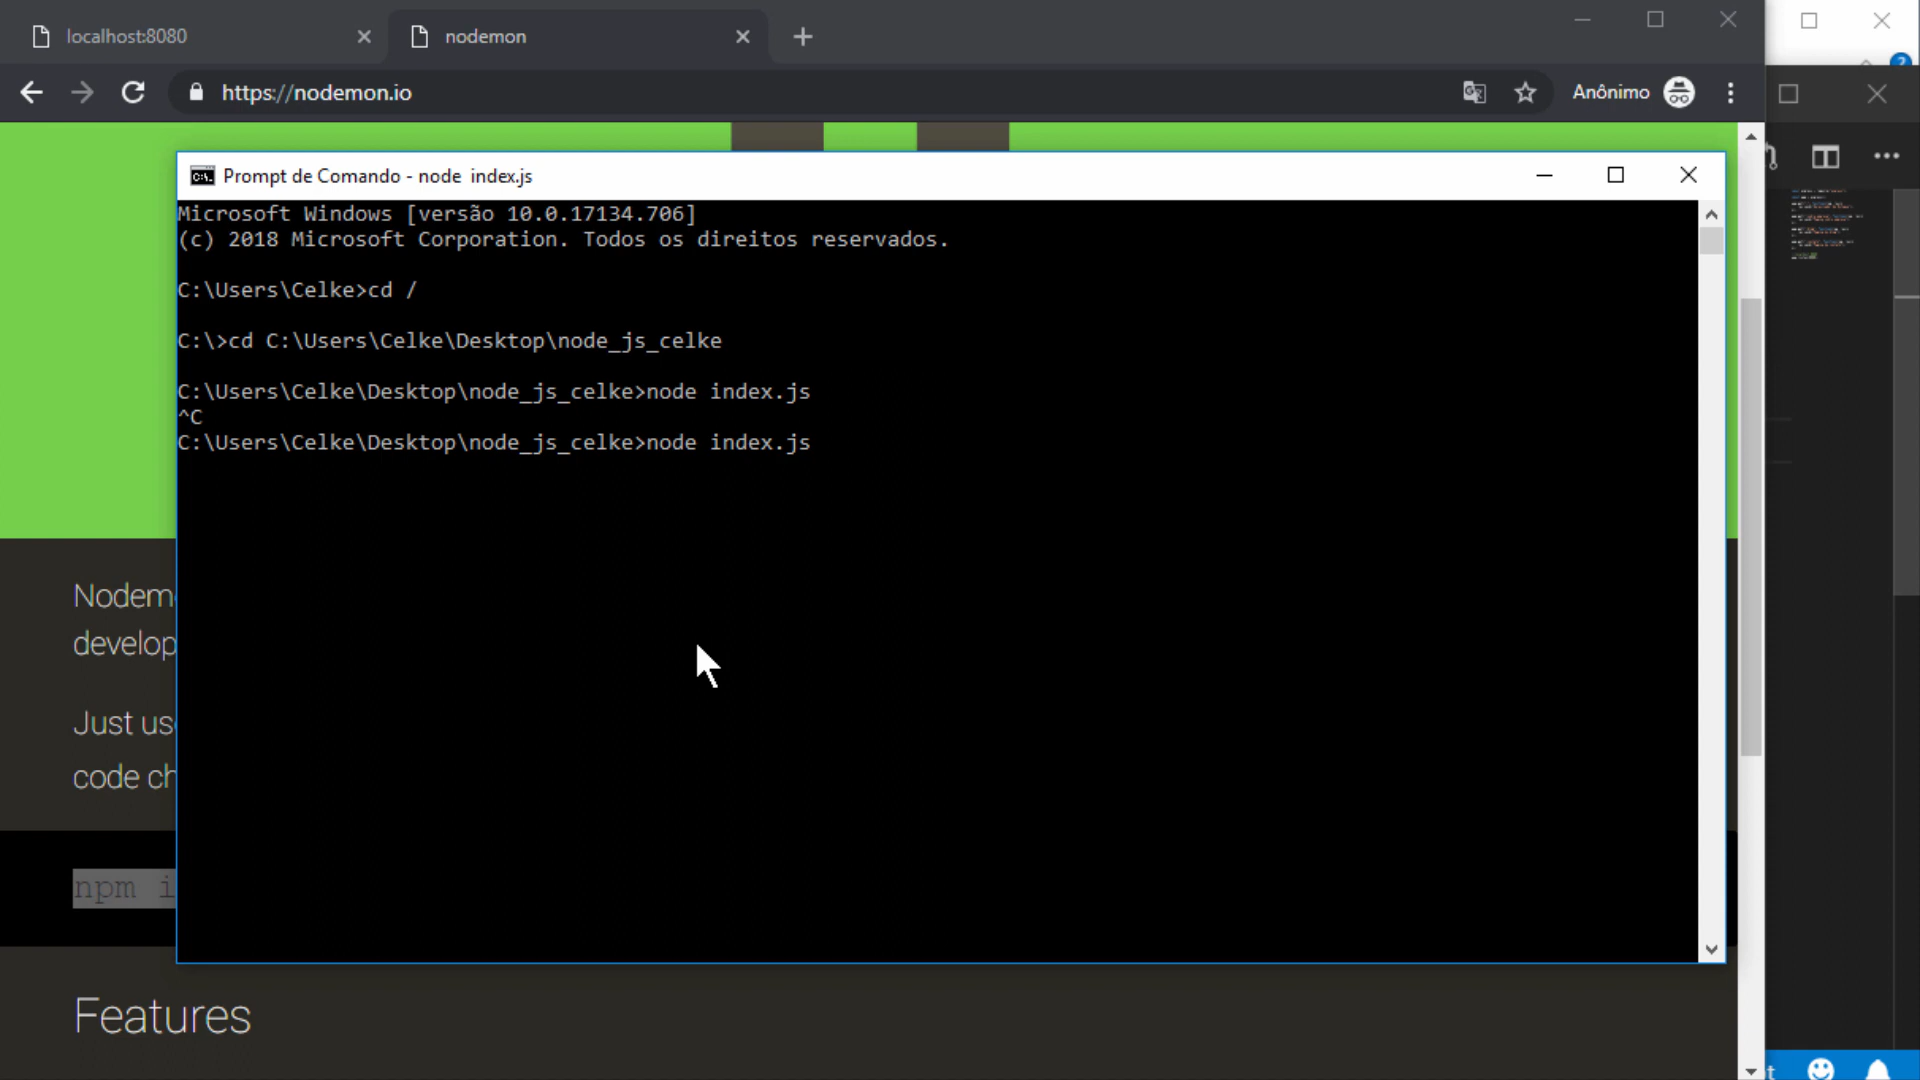 localhost:8080
nodemon
https://nodemon.io
Anônimo
Prompt de Comando - node index.js
Microsoft Windows [versão 10.0.17134.706]
(c) 2018 Microsoft Corporation. Todos os direitos reservados.
C:\Users\Celke>cd /
C:\>cd C:\Users\Celke\Desktop\node_js_celke
C:\Users\Celke\Desktop\node_js_celke>node index.js
^C
C:\Users\Celke\Desktop\node_js_celke>node index.js
Nodem
develop
Just us
code ch
npm i
Features